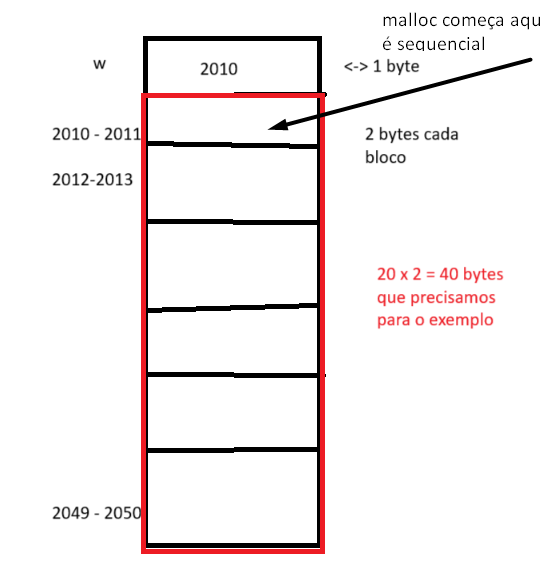 malloc começa aqu
é sequencial
w
2010
<-> 1 byte
2010 - 2011
2 bytes cada
bloco
2012-2013
20 x 2 = 40 bytes
que precisamos
para o exemplo
2049 - 2050